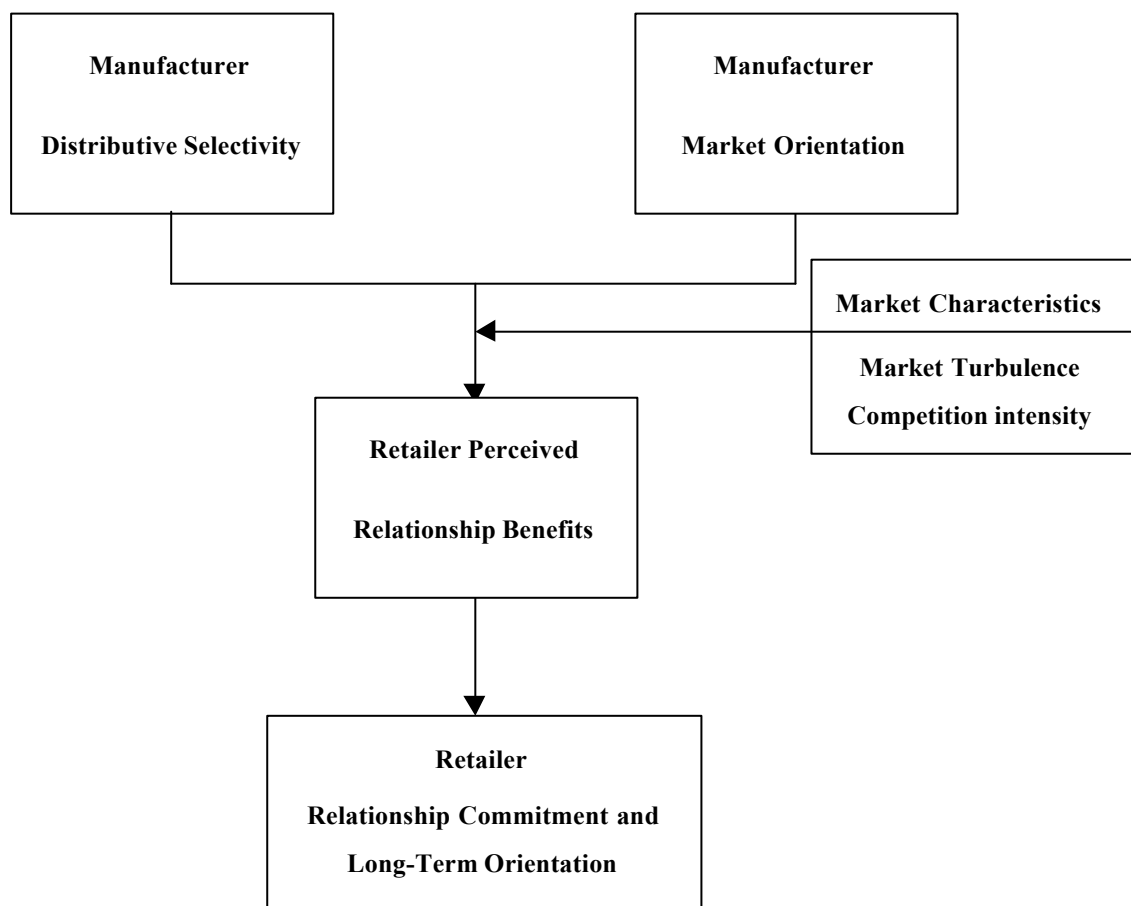 Manufacturer
Distributive Selectivity
Manufacturer
Market Orientation
Market Characteristics
Market Turbulence
Competition intensity
Retailer Perceived
Relationship Benefits
Retailer
Relationship Commitment and
Long-Term Orientation